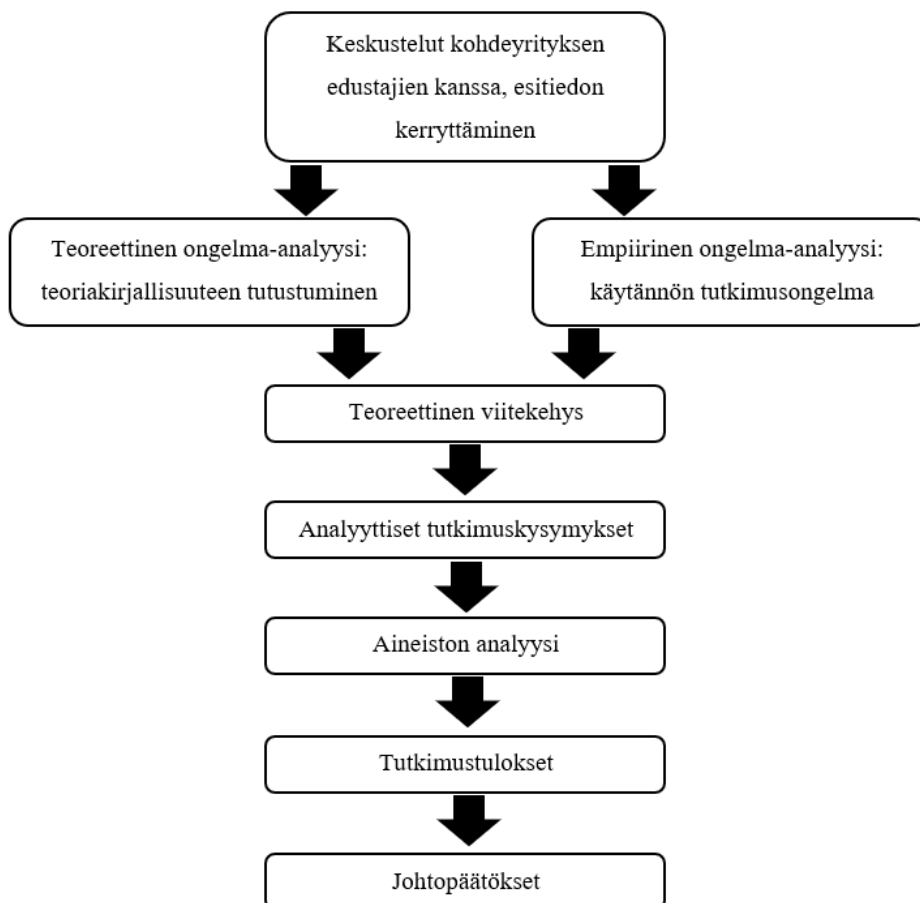 Keskustelut kohdeyrityksen
edustajien kanssa, esitiedon
kerryttäminen
Teoreettinen ongelma-analyysi:
teoriakirjallisuuteen tutustuminen
Empiirinen ongelma-analyysi:
käytännön tutkimusongelma
Teoreettinen viitekehys
Analyyttiset tutkimuskysymykset
Aineiston analyysi
Tutkimustulokset
Johtopäätökset